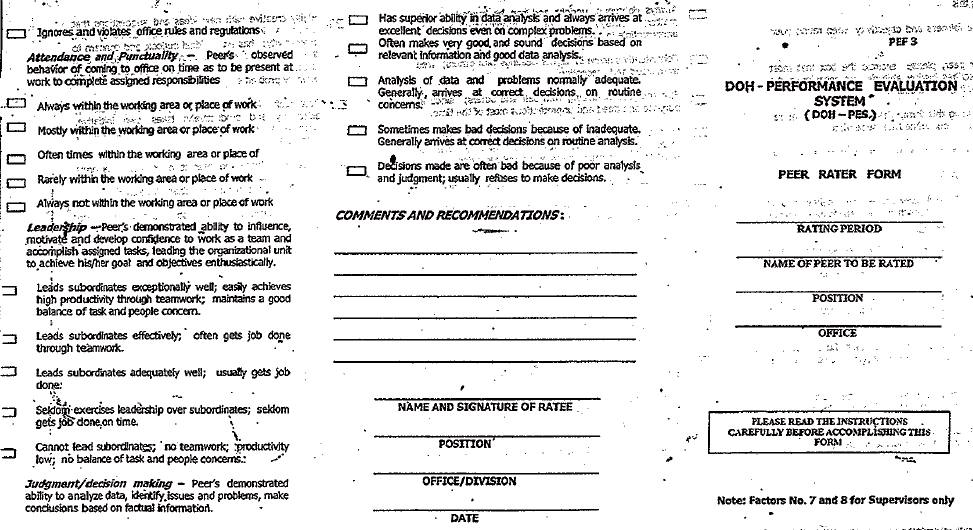 Ignores and violates office rules and regulations
Attendance and Punctuality – Peer's observed
behavior of coming to office on time as to be present at
work to complete assigned responsibilities
Always within the working area or place of work
Mostly within the working area or place of work
Often times within the working area or place of
Rarely within the working area or place of work
Always not within the working area or place of work
Leadership – Peer's demonstrated ability to influence,
motivate and develop confidence to work as a team and
accomplish assigned tasks, leading the organizational unit
to achieve his/her goal and objectives enthusiastically.
Leads subordinates exceptionally well; easily achieves
high productivity through teamwork; maintains a good
balance of task and people concern.
Leads subordinates effectively; often gets job done
through teamwork.
Leads subordinates adequately well; usually gets job
done:
Seldom exercises leadership over subordinates; seldom
gets job done on time.
Cannot lead subordinates; no teamwork; productivity
low; no balance of task and people concerns.
Judgment/decision making – Peer's demonstrated
ability to analyze data, identify issues and problems, make
conclusions based on factual information.
Has superior ability in data analysis and always arrives at
excellent decisions even on complex problems.
Often makes very good and sound decisions based on
relevant information and good data analysis.
Analysis of data and problems normally adequate.
Generally arrives at correct decisions on routine
concerns.
Sometimes makes bad decisions because of inadequate.
Generally arrives at correct decisions on routine analysis.
Decisions made are often bad because of poor analysis
and judgment; usually refuses to make decisions.
COMMENTS AND RECOMMENDATIONS:
NAME AND SIGNATURE OF RATEE
POSITION
OFFICE/DIVISION
DATE
PEF 3
DOH - PERFORMANCE EVALUATION
SYSTEM
(DOH – PES.)
PEER RATER FORM
RATING PERIOD
NAME OF PEER TO BE RATED
POSITION
OFFICE
PLEASE READ THE INSTRUCTIONS
CAREFULLY BEFORE ACCOMPLISHING THIS
FORM
Note: Factors No. 7 and 8 for Supervisors only